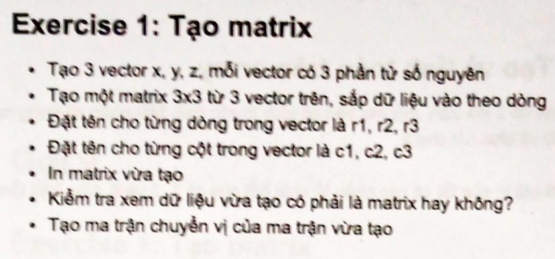 Exercise 1: Tạo matrix
• Tạo 3 vector x, y, z, mỗi vector có 3 phần tử số nguyên
• Tạo một matrix 3x3 từ 3 vector trên, sắp dữ liệu vào theo dòng
• Đặt tên cho từng dòng trong vector là r1, r2, r3
• Đặt tên cho từng cột trong vector là c1, c2, c3
• In matrix vừa tạo
• Kiểm tra xem dữ liệu vừa tạo có phải là matrix hay không?
• Tạo ma trận chuyển vị của ma trận vừa tạo